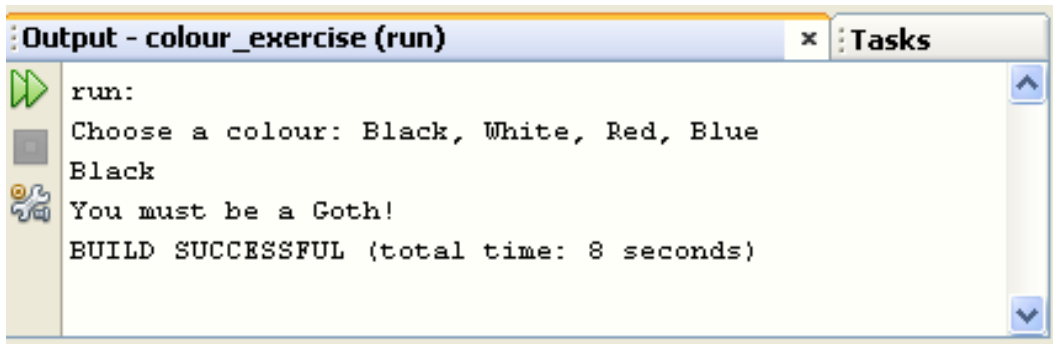 Output - colour_exercise (run) × Tasks
run:
Choose a colour: Black, White, Red, Blue
Black
You must be a Goth!
BUILD SUCCESSFUL (total time: 8 seconds)